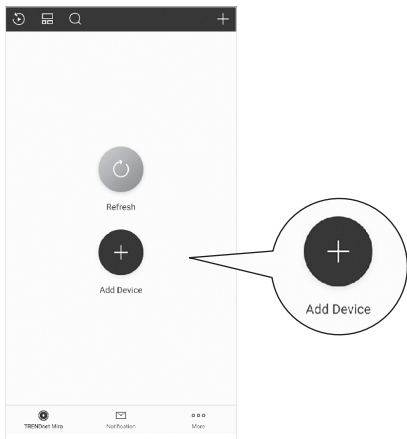 Refresh
Add Device
Add Device
TRENDnet Mira
Notification
More